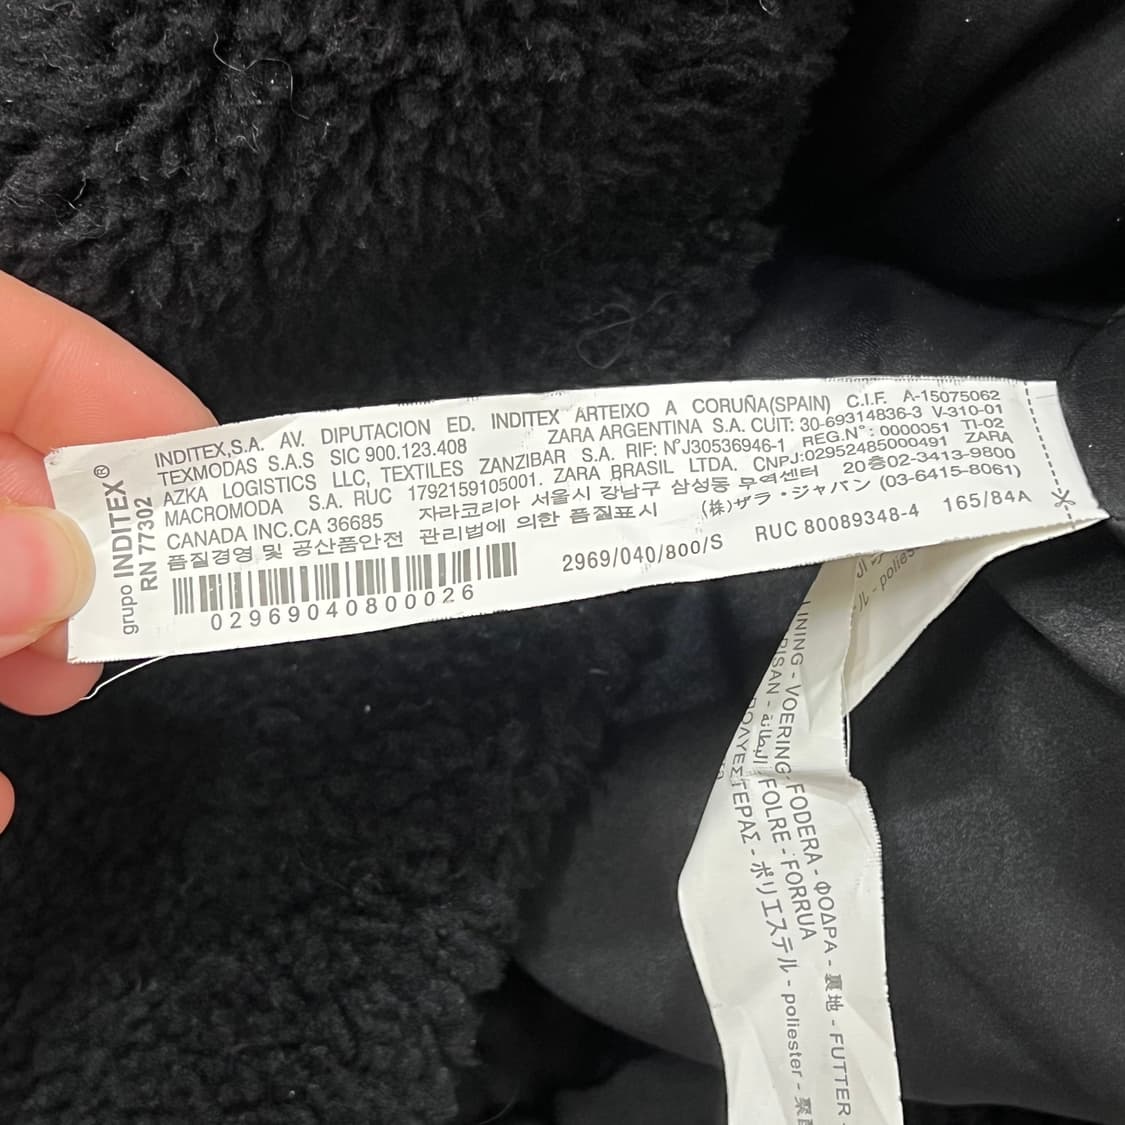 grupo INDITEX®
RN 77302
INDITEX,S.A. AV. DIPUTACION ED. INDITEX ARTEIXO A CORUÑA(SPAIN) C.I.F. A-15075062
TEXMODAS S.A.S SIC 900.123.408 ZARA ARGENTINA S.A. CUIT: 30-69314836-3 V-310-01
AZKA LOGISTICS LLC, TEXTILES ZANZIBAR S.A. RIF: N°J30536946-1 REG.N°: 0000051 TI-02
MACROMODA S.A. RUC 1792159105001. ZARA BRASIL LTDA. CNPJ:02952485000491 ZARA
CANADA INC.CA 36685 자라코리아 서울시 강남구 삼성동 무역센터 20층02-3413-9800
품질경영 및 공산품안전 관리법에 의한 품질표시 (株)ザラ・ジャパン (03-6415-8061)
02969040800026
2969/040/800/S RUC 80089348-4 165/84A
- polies
LINING - VOERING - FODERA - ΦΟΔΡΑ - 裏地 - FUTTER -
البطانة - FOLRE - FORRUA
ΠΟΛΥΕΣΤΕΡΑΣ - ポリエステル - poliester - 聚